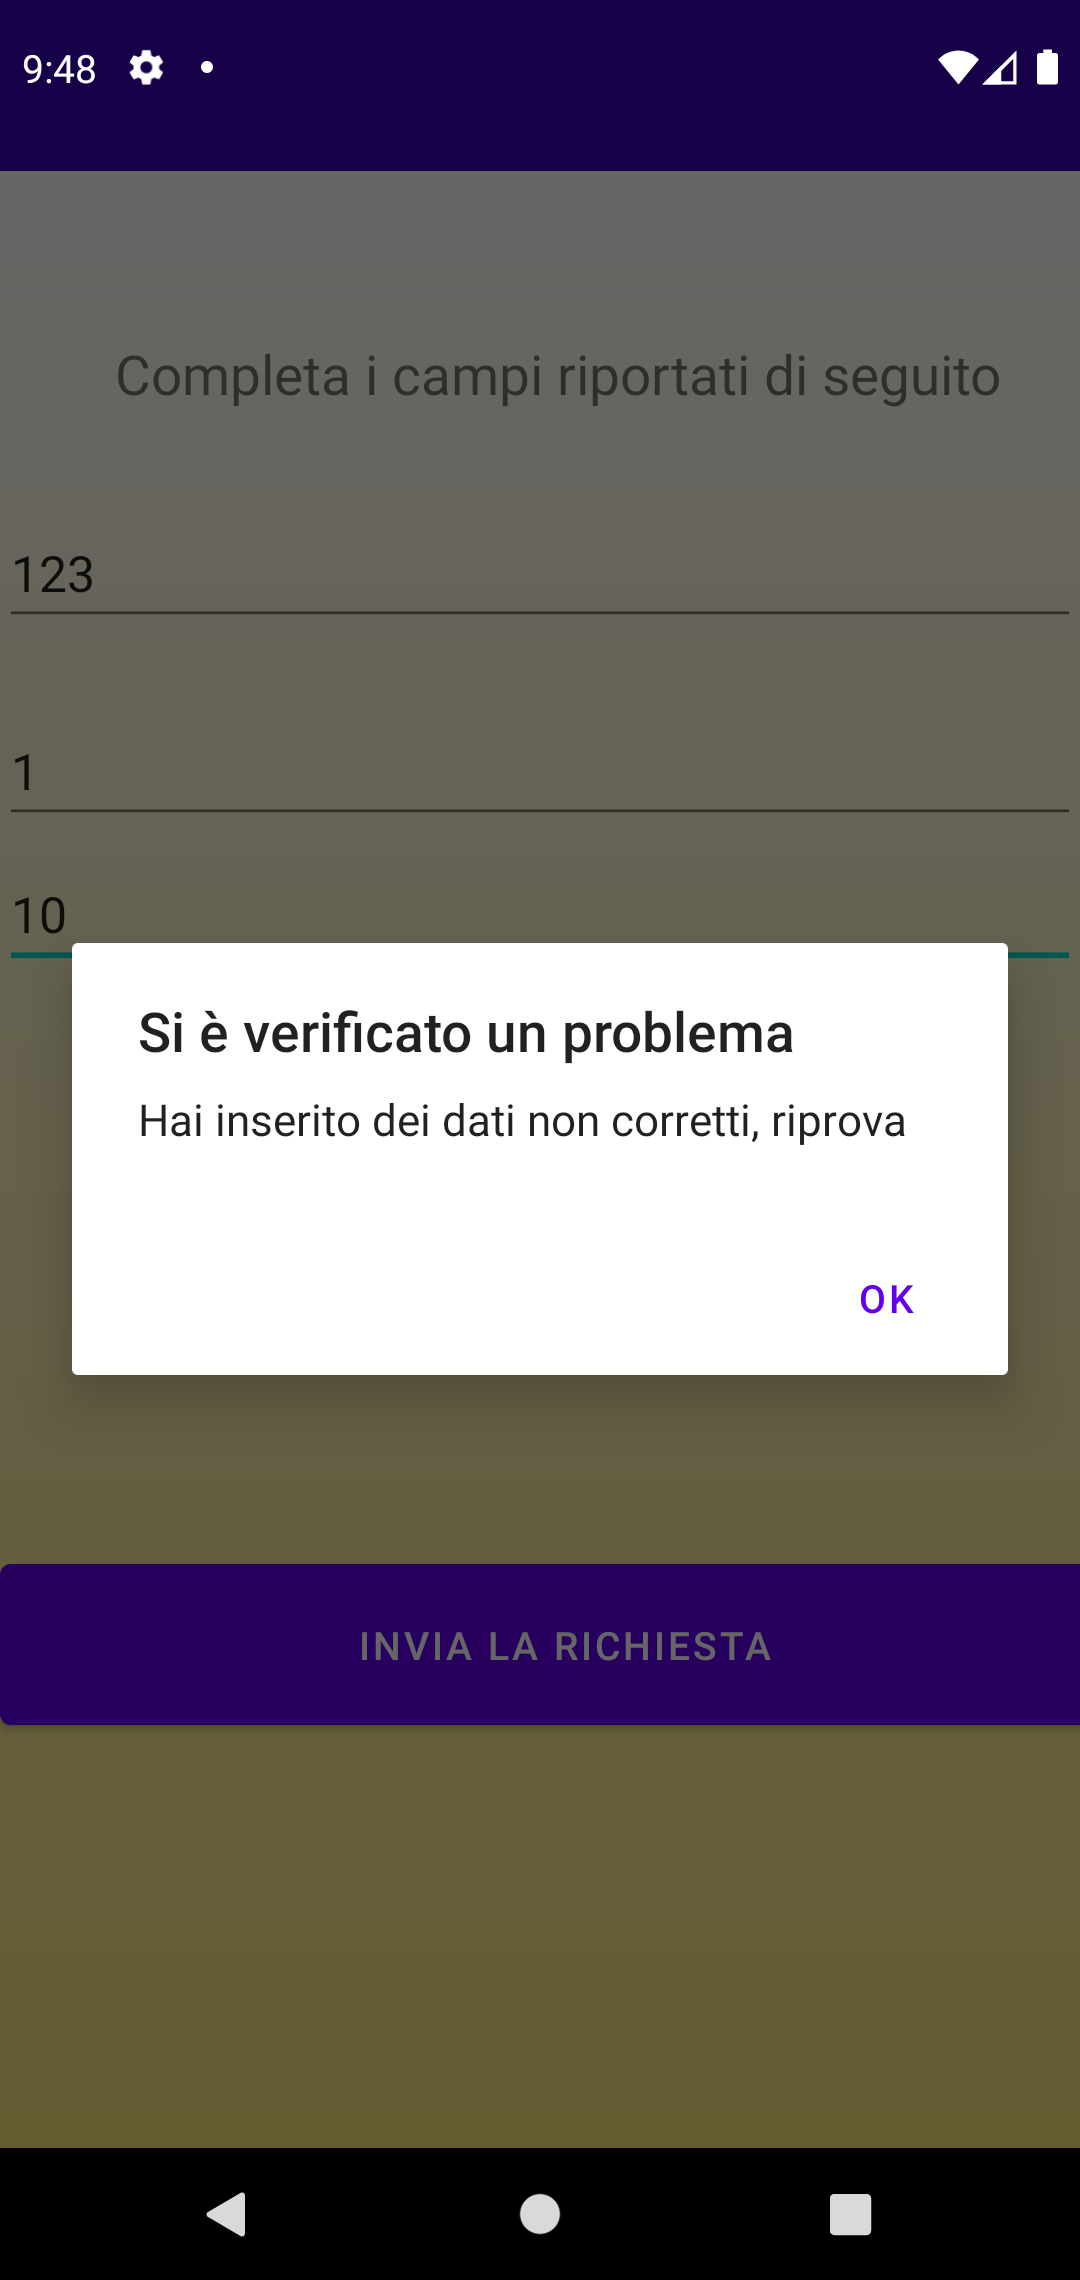 9:48
Completa i campi riportati di seguito
123
1
10
Si è verificato un problema
Hai inserito dei dati non corretti, riprova
OK
INVIA LA RICHIESTA